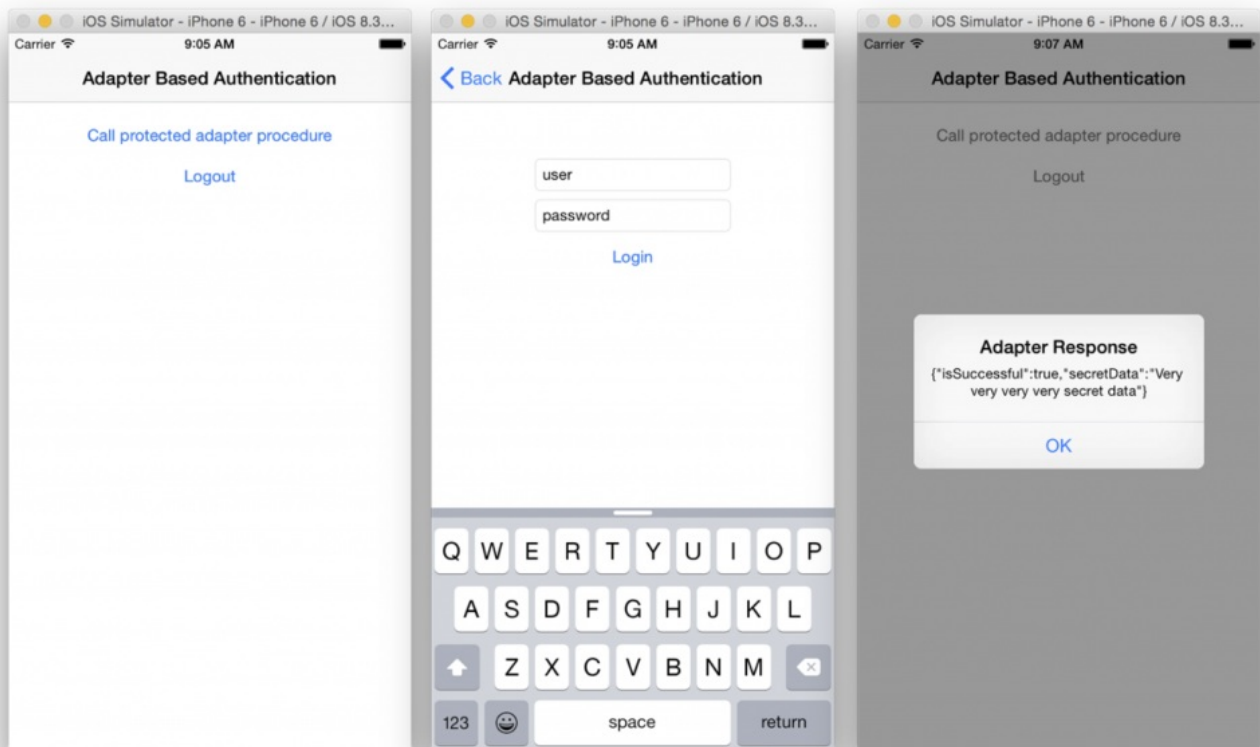 iOS Simulator - iPhone 6 - iPhone 6 / iOS 8.3...
Carrier 9:05 AM
Adapter Based Authentication
Call protected adapter procedure
Logout
iOS Simulator - iPhone 6 - iPhone 6 / iOS 8.3...
Carrier 9:05 AM
Back Adapter Based Authentication
user
password
Login
Q W E R T Y U I O P
A S D F G H J K L
Z X C V B N M
123 space return
iOS Simulator - iPhone 6 - iPhone 6 / iOS 8.3...
Carrier 9:07 AM
Adapter Based Authentication
Call protected adapter procedure
Logout
Adapter Response
{"isSuccessful":true,"secretData":"Very
very very very secret data"}
OK